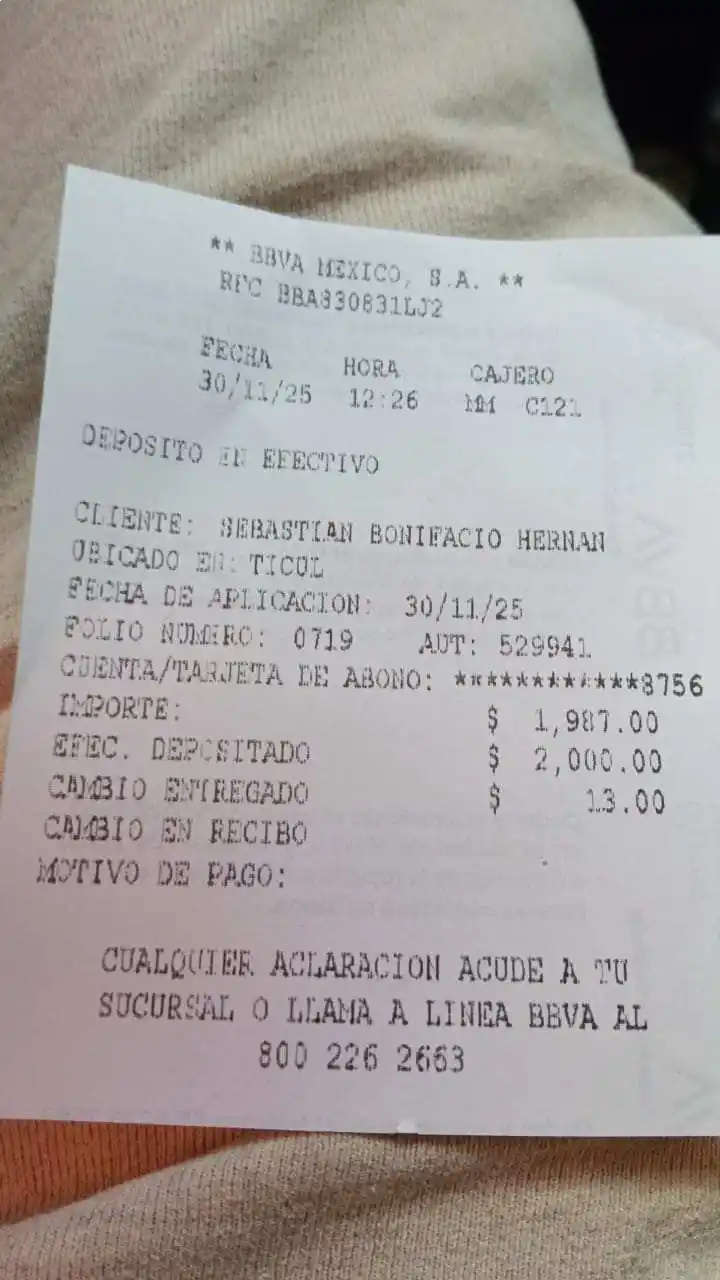 ** BBVA MEXICO, S.A. **
RFC BBA830831LJ2
FECHA HORA CAJERO
30/11/25 12:26 MM C121
DEPOSITO EN EFECTIVO
CLIENTE: SEBASTIAN BONIFACIO HERNAN
UBICADO EN: TICUL
FECHA DE APLICACION: 30/11/25
FOLIO NUMERO: 0719 AUT: 529941
CUENTA/TARJETA DE ABONO: ************8756
IMPORTE: $ 1,987.00
EFEC. DEPOSITADO $ 2,000.00
CAMBIO ENTREGADO $ 13.00
CAMBIO EN RECIBO
MOTIVO DE PAGO:
CUALQUIER ACLARACION ACUDE A TU
SUCURSAL O LLAMA A LINEA BBVA AL
800 226 2663